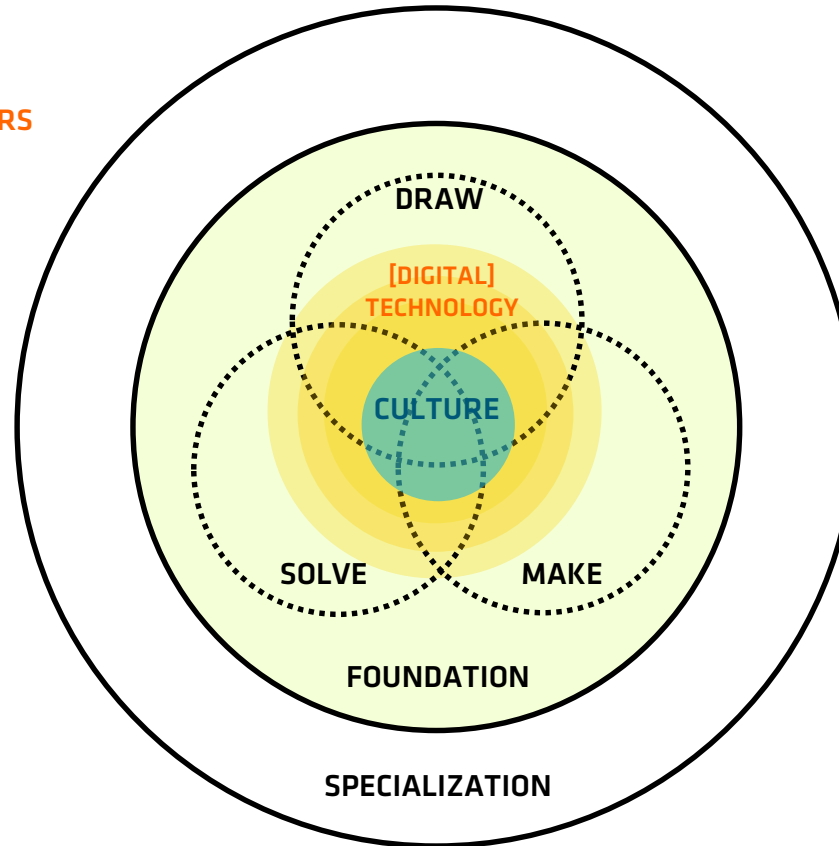 RS
DRAW
[DIGITAL]
TECHNOLOGY
CULTURE
SOLVE
MAKE
FOUNDATION
SPECIALIZATION